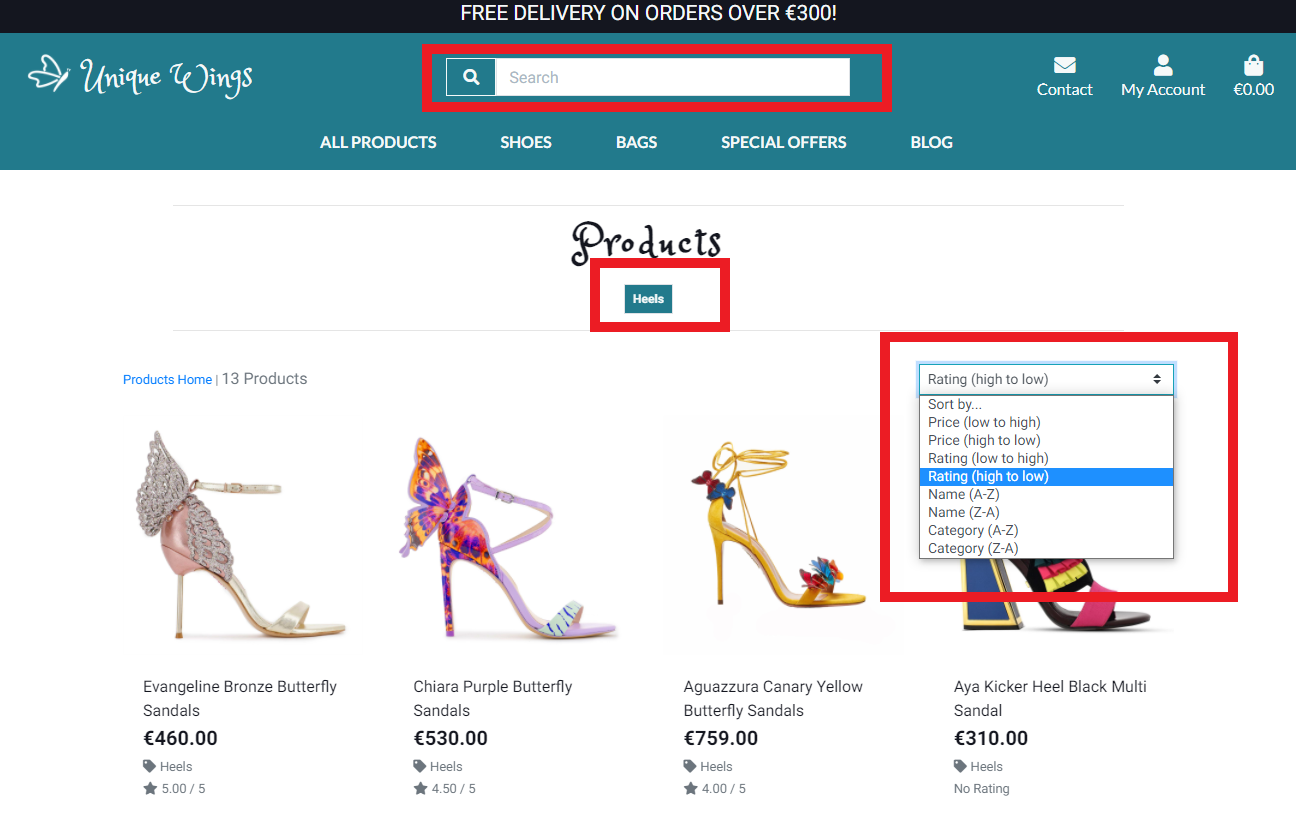 FREE DELIVERY ON ORDERS OVER €300!
Unique Wings
Search
Contact
My Account
€0.00
ALL PRODUCTS
SHOES
BAGS
SPECIAL OFFERS
BLOG
Products
Heels
Products Home | 13 Products
Rating (high to low)
Sort by...
Price (low to high)
Price (high to low)
Rating (low to high)
Rating (high to low)
Name (A-Z)
Name (Z-A)
Category (A-Z)
Category (Z-A)
Evangeline Bronze Butterfly
Sandals
€460.00
Heels
5.00 / 5
Chiara Purple Butterfly
Sandals
€530.00
Heels
4.50 / 5
Aguazzura Canary Yellow
Butterfly Sandals
€759.00
Heels
4.00 / 5
Aya Kicker Heel Black Multi
Sandal
€310.00
Heels
No Rating